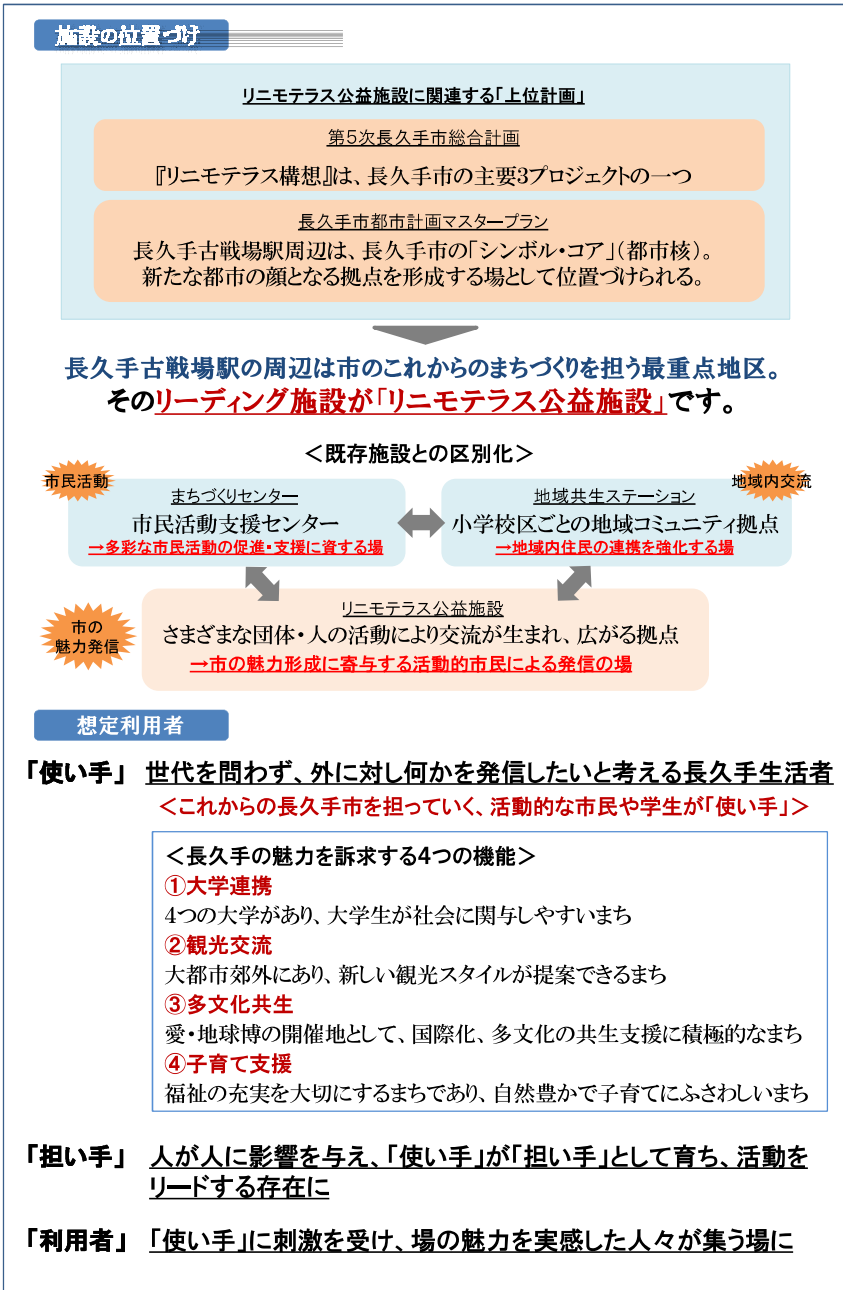 施設の位置づけ
リニモテラス公益施設に関連する「上位計画」
第5次長久手市総合計画
『リニモテラス構想』は、長久手市の主要3プロジェクトの一つ
長久手市都市計画マスタープラン
長久手古戦場駅周辺は、長久手市の「シンボル・コア」（都市核）。
新たな都市の顔となる拠点を形成する場として位置づけられる。
長久手古戦場駅の周辺は市のこれからのまちづくりを担う最重点地区。
そのリーディング施設が「リニモテラス公益施設」です。
＜既存施設との区別化＞
市民活動
まちづくりセンター
市民活動支援センター
→多彩な市民活動の促進・支援に資する場
地域内交流
地域共生ステーション
小学校区ごとの地域コミュニティ拠点
→地域内住民の連携を強化する場
市の
魅力発信
リニモテラス公益施設
さまざまな団体・人の活動により交流が生まれ、広がる拠点
→市の魅力形成に寄与する活動的市民による発信の場
想定利用者
「使い手」 世代を問わず、外に対し何かを発信したいと考える長久手生活者
＜これからの長久手市を担っていく、活動的な市民や学生が「使い手」＞
＜長久手の魅力を訴求する4つの機能＞
①大学連携
4つの大学があり、大学生が社会に関与しやすいまち
②観光交流
大都市郊外にあり、新しい観光スタイルが提案できるまち
③多文化共生
愛・地球博の開催地として、国際化、多文化の共生支援に積極的なまち
④子育て支援
福祉の充実を大切にするまちであり、自然豊かで子育てにふさわしいまち
「担い手」 人が人に影響を与え、「使い手」が「担い手」として育ち、活動を
リードする存在に
「利用者」 「使い手」に刺激を受け、場の魅力を実感した人々が集う場に